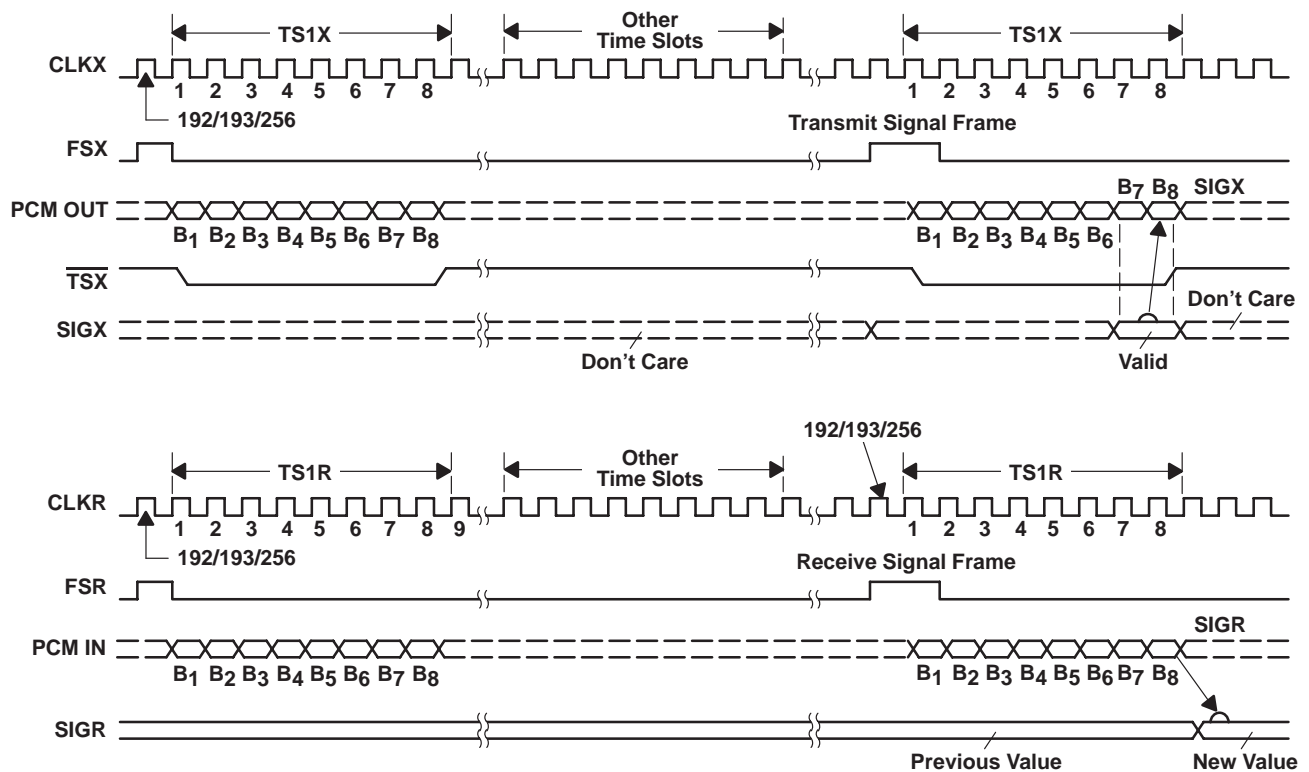 TS1X Other Time Slots TS1X
CLKX
1 2 3 4 5 6 7 8 1 2 3 4 5 6 7 8
192/193/256
Transmit Signal Frame
FSX
B7 B8 SIGX
PCM OUT
B1 B2 B3 B4 B5 B6 B7 B8 B1 B2 B3 B4 B5 B6
TSX
Don't Care
SIGX
Don't Care Valid
192/193/256
TS1R Other Time Slots TS1R
CLKR
1 2 3 4 5 6 7 8 9 1 2 3 4 5 6 7 8
192/193/256
Receive Signal Frame
FSR
SIGR
PCM IN
B1 B2 B3 B4 B5 B6 B7 B8 B1 B2 B3 B4 B5 B6 B7 B8
SIGR
Previous Value New Value